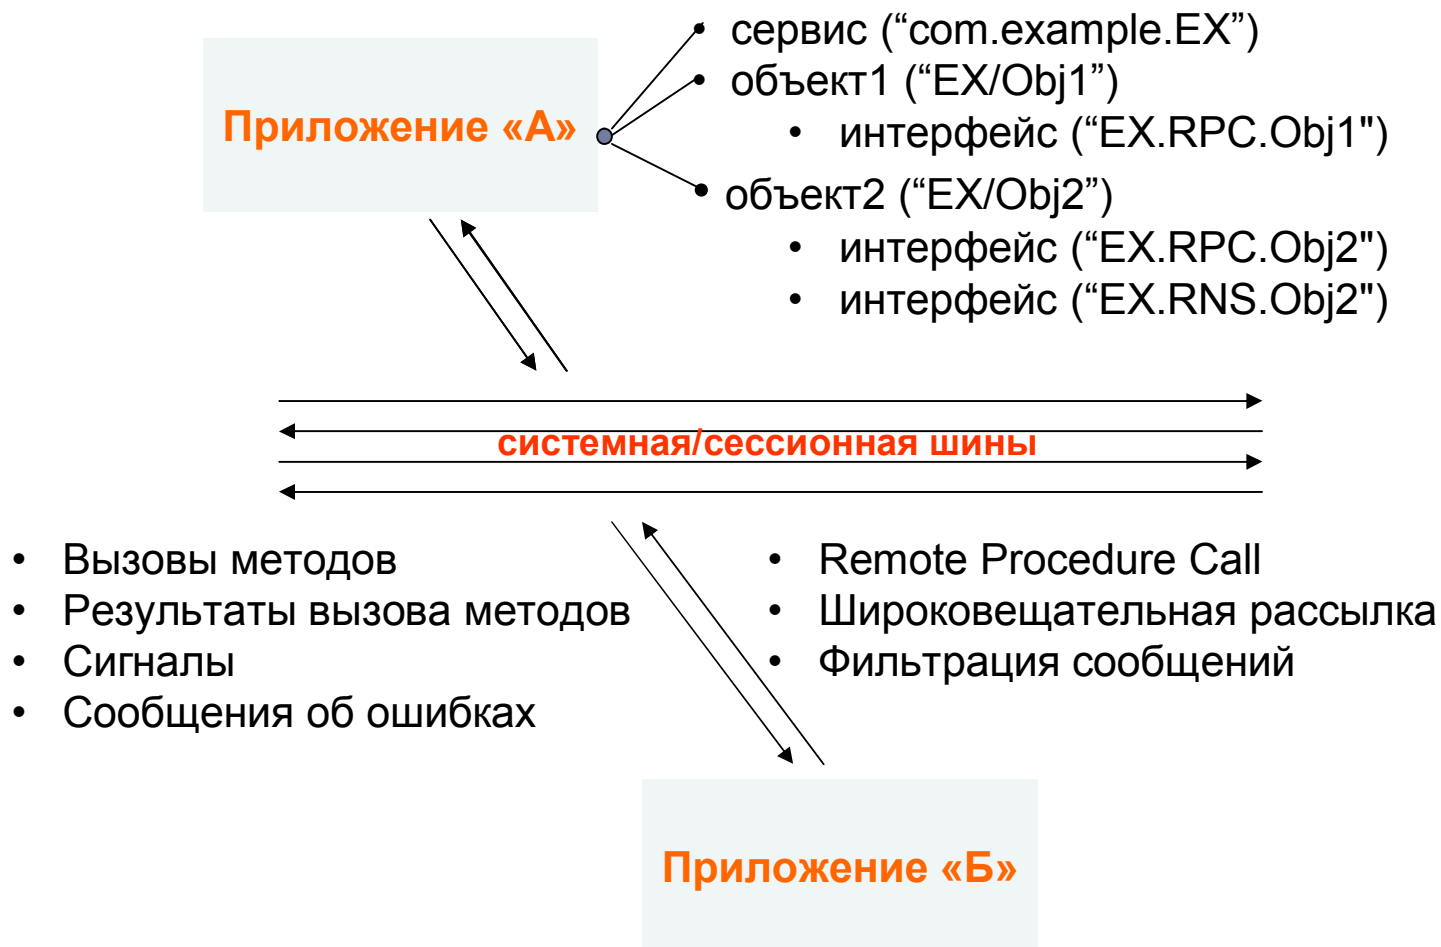 сервис (“com.example.EX”)
Приложение «А»
• объект1 (“EX/Obj1”)
• интерфейс (“EX.RPC.Obj1")
объект2 (“EX/Obj2”)
• интерфейс (“EX.RPC.Obj2")
• интерфейс (“EX.RNS.Obj2")
системная/сессионная шины
• Вызовы методов
• Результаты вызова методов
• Сигналы
• Сообщения об ошибках
• Remote Procedure Call
• Широковещательная рассылка
• Фильтрация сообщений
Приложение «Б»